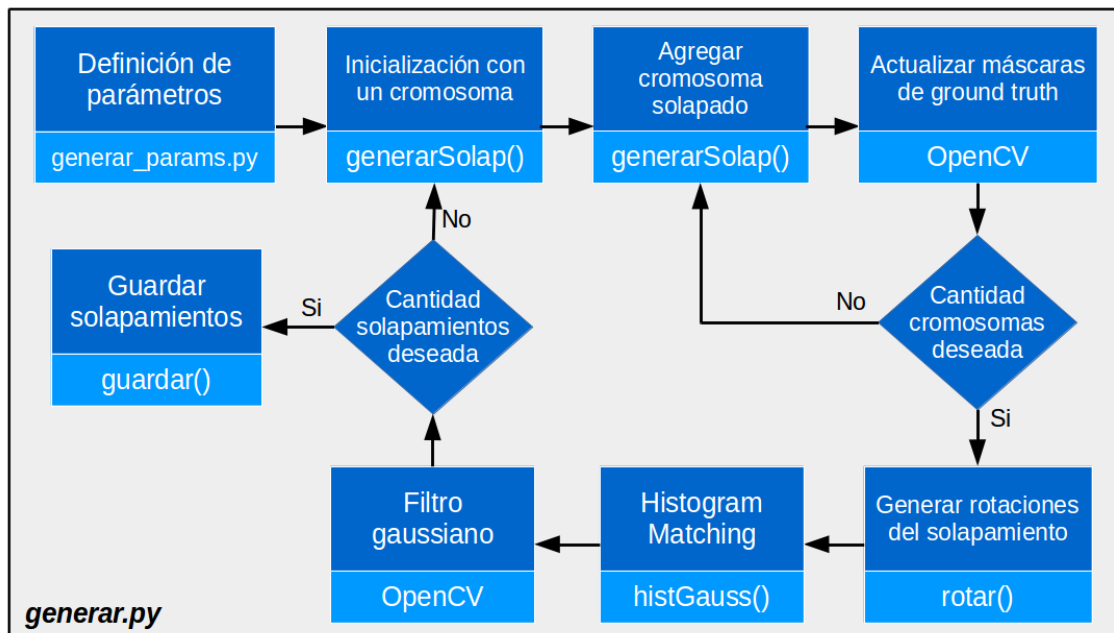 Definición de
parámetros
generar_params.py
Inicialización con
un cromosoma
generarSolap()
Agregar
cromosoma
solapado
generarSolap()
Actualizar máscaras
de ground truth
OpenCV
No
Cantidad
cromosomas
deseada
Si
Generar rotaciones
del solapamiento
rotar()
Histogram
Matching
histGauss()
Filtro
gaussiano
OpenCV
Cantidad
solapamientos
deseada
No
Si
Guardar
solapamientos
guardar()
generar.py